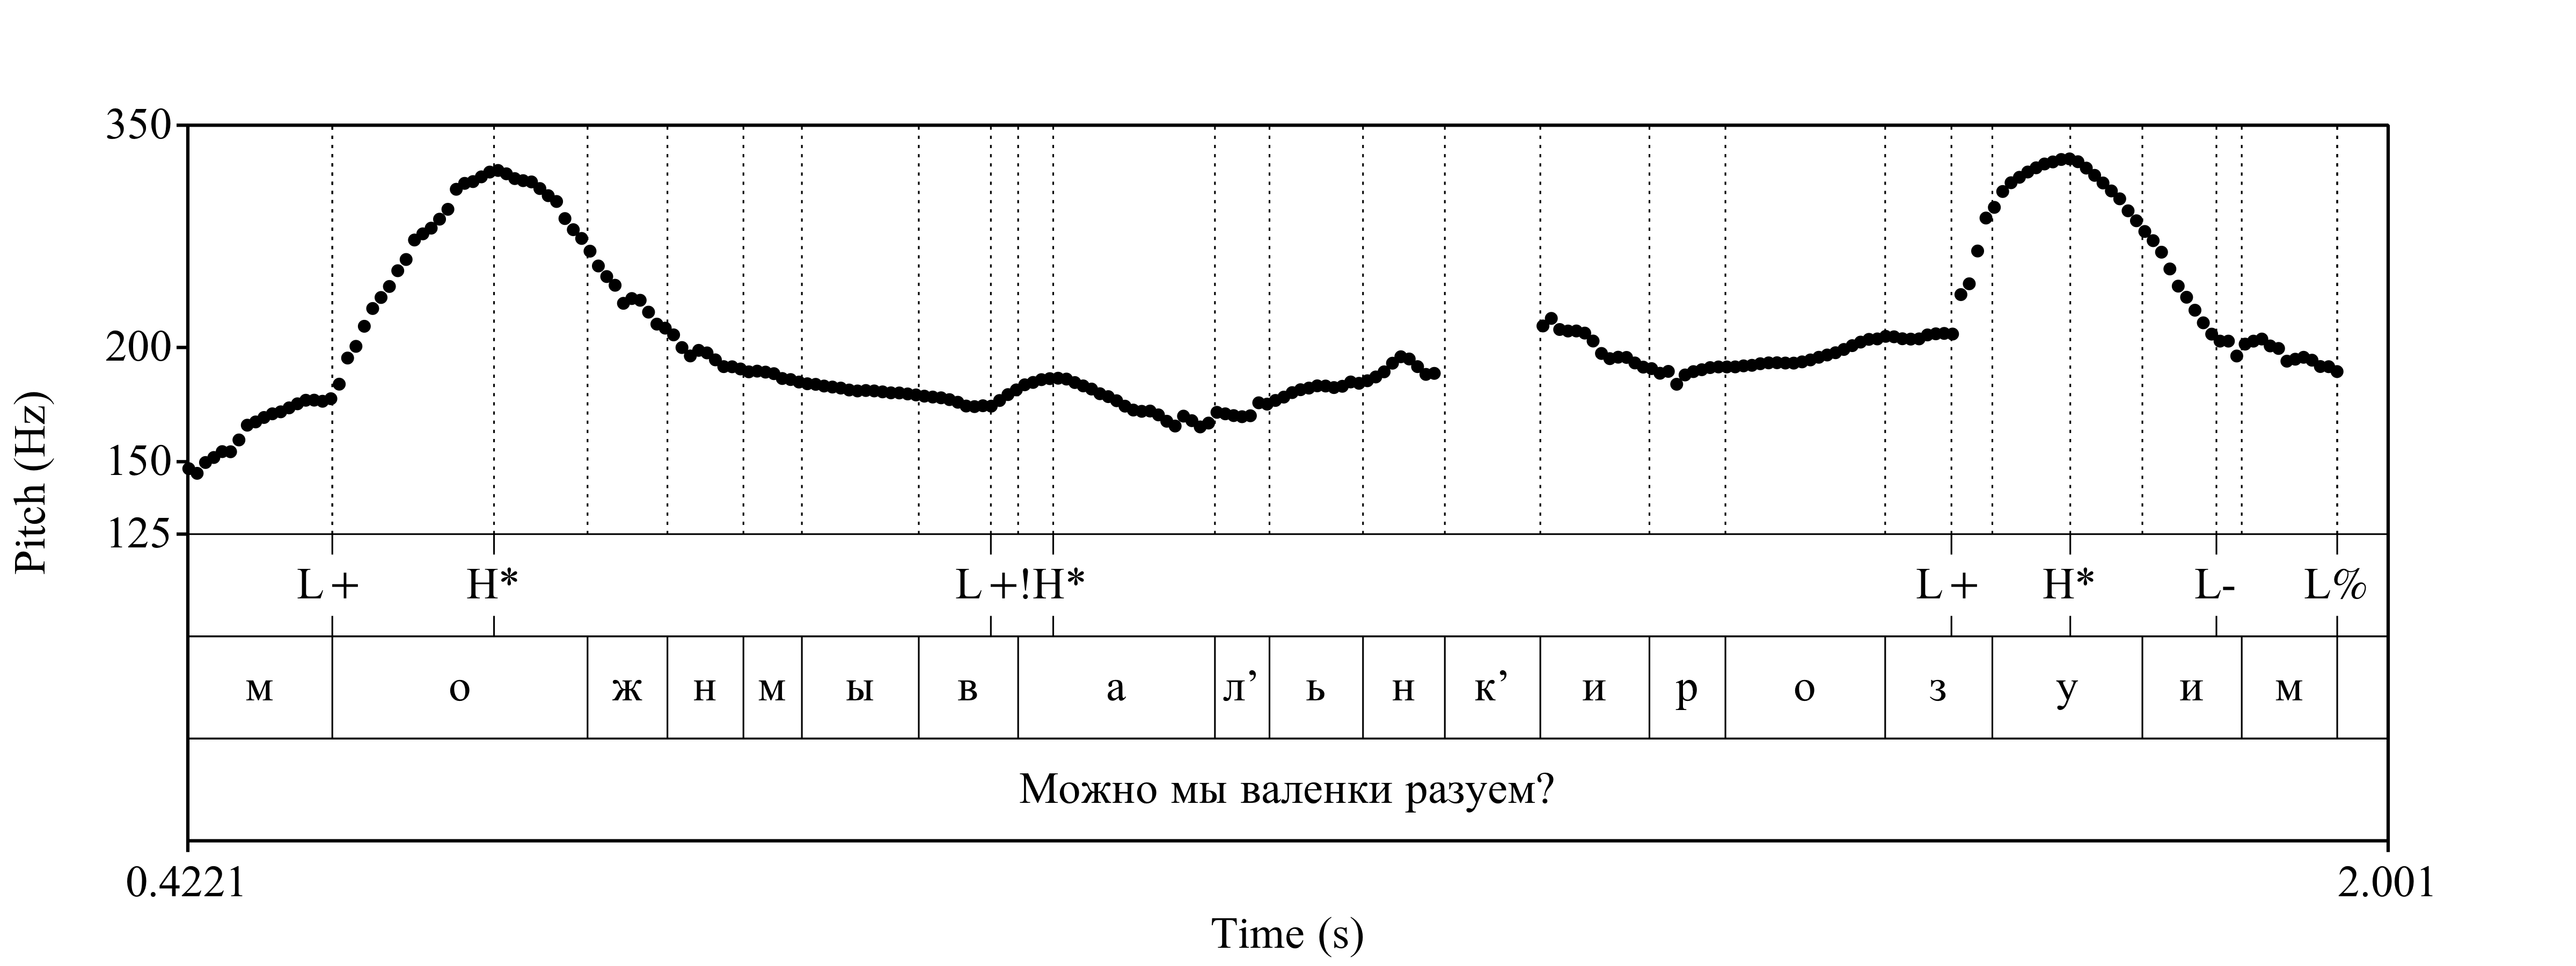 350
200
150
125
Pitch (Hz)
L+ H* L+!H* L+ H* L- L%
м о ж н м ы в а л’ ь н к’ и р о з у и м
Можно мы валенки разуем?
0.4221 2.001
Time (s)